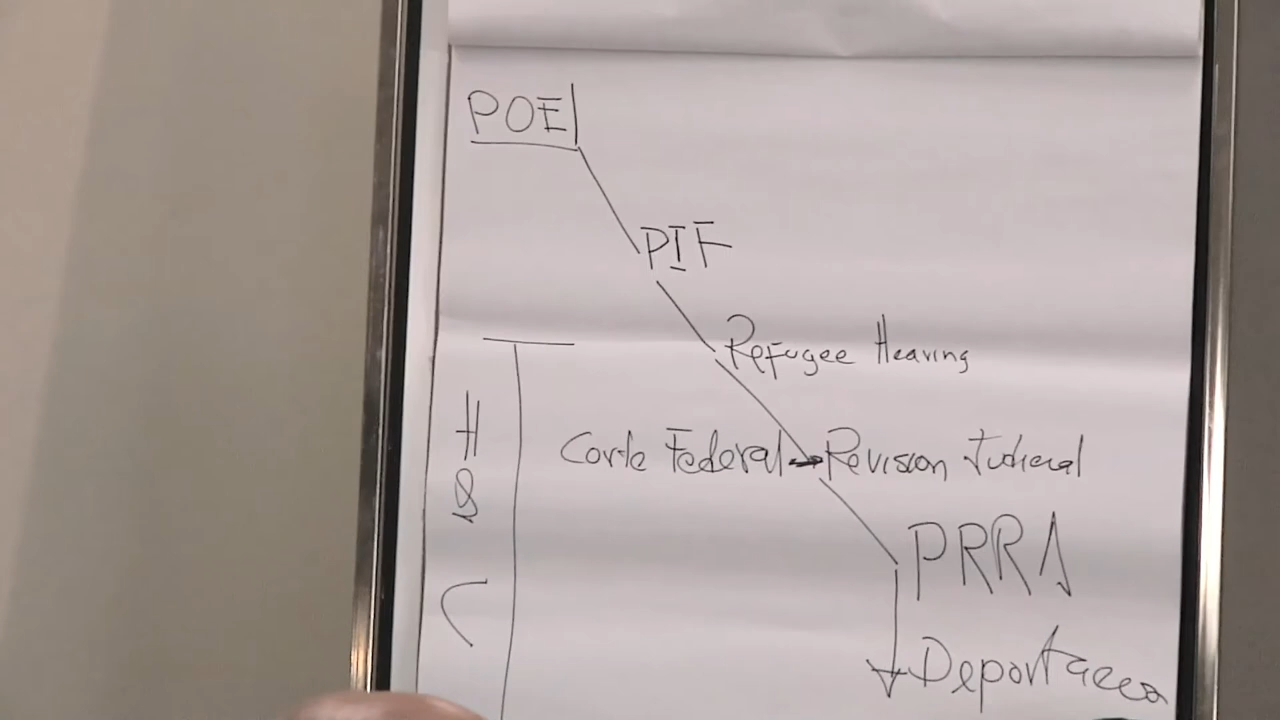 POE
PIF
Refugee Hearing
Corte Federal → Revision Judicial
H & C
PRRA
Deportacion